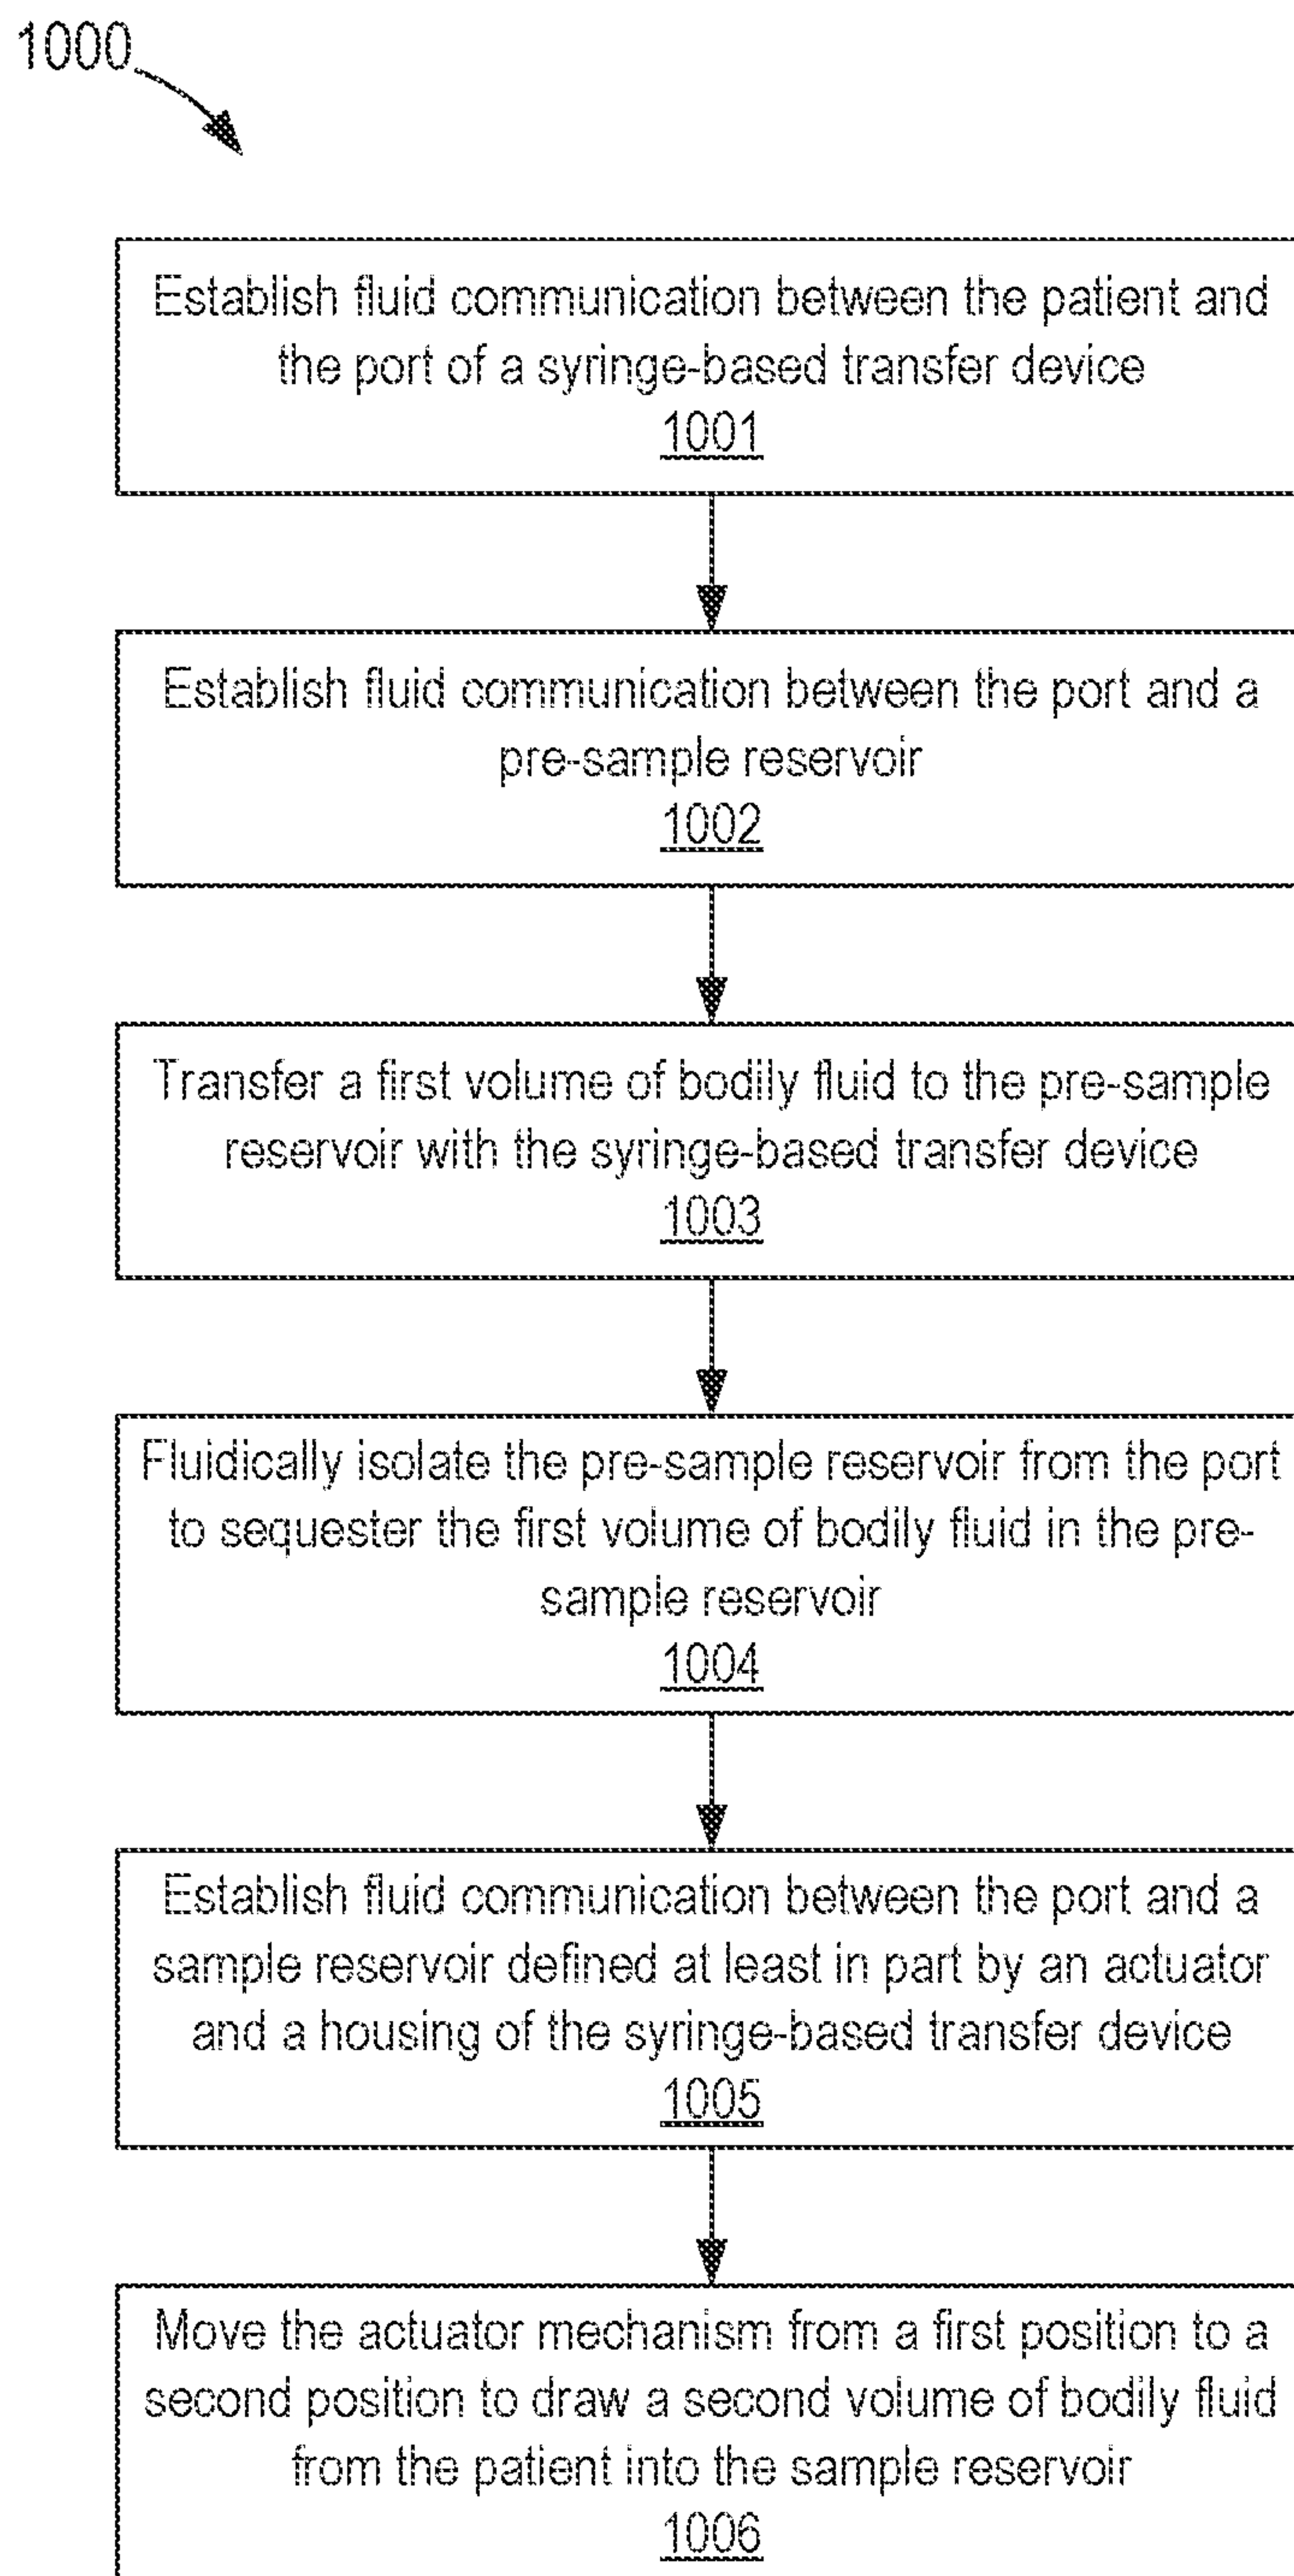 1000
Establish fluid communication between the patient and
the port of a syringe-based transfer device
1001
Establish fluid communication between the port and a
pre-sample reservoir
1002
Transfer a first volume of bodily fluid to the pre-sample
reservoir with the syringe-based transfer device
1003
Fluidically isolate the pre-sample reservoir from the port
to sequester the first volume of bodily fluid in the pre-
sample reservoir
1004
Establish fluid communication between the port and a
sample reservoir defined at least in part by an actuator
and a housing of the syringe-based transfer device
1005
Move the actuator mechanism from a first position to a
second position to draw a second volume of bodily fluid
from the patient into the sample reservoir
1006